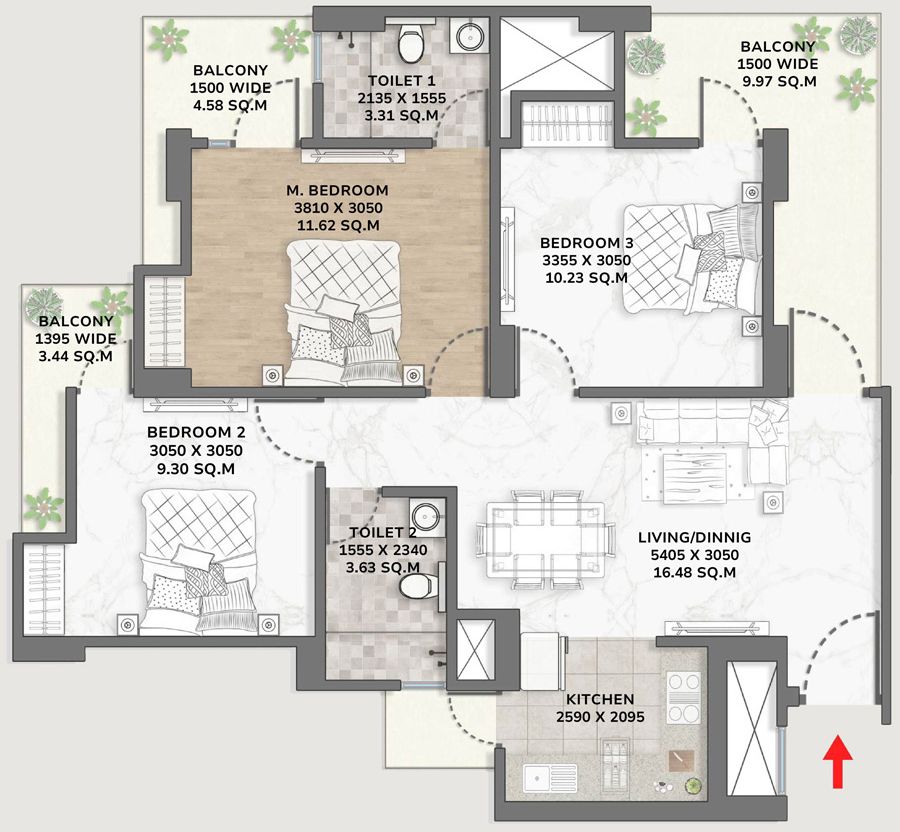 BALCONY
1500 WIDE
4.58 SQ.M
TOILET 1
2135 X 1555
3.31 SQ.M
BALCONY
1500 WIDE
9.97 SQ.M
M. BEDROOM
3810 X 3050
11.62 SQ.M
BEDROOM 3
3355 X 3050
10.23 SQ.M
BALCONY
1395 WIDE
3.44 SQ.M
BEDROOM 2
3050 X 3050
9.30 SQ.M
TOILET 2
1555 X 2340
3.63 SQ.M
LIVING/DINNIG
5405 X 3050
16.48 SQ.M
KITCHEN
2590 X 2095